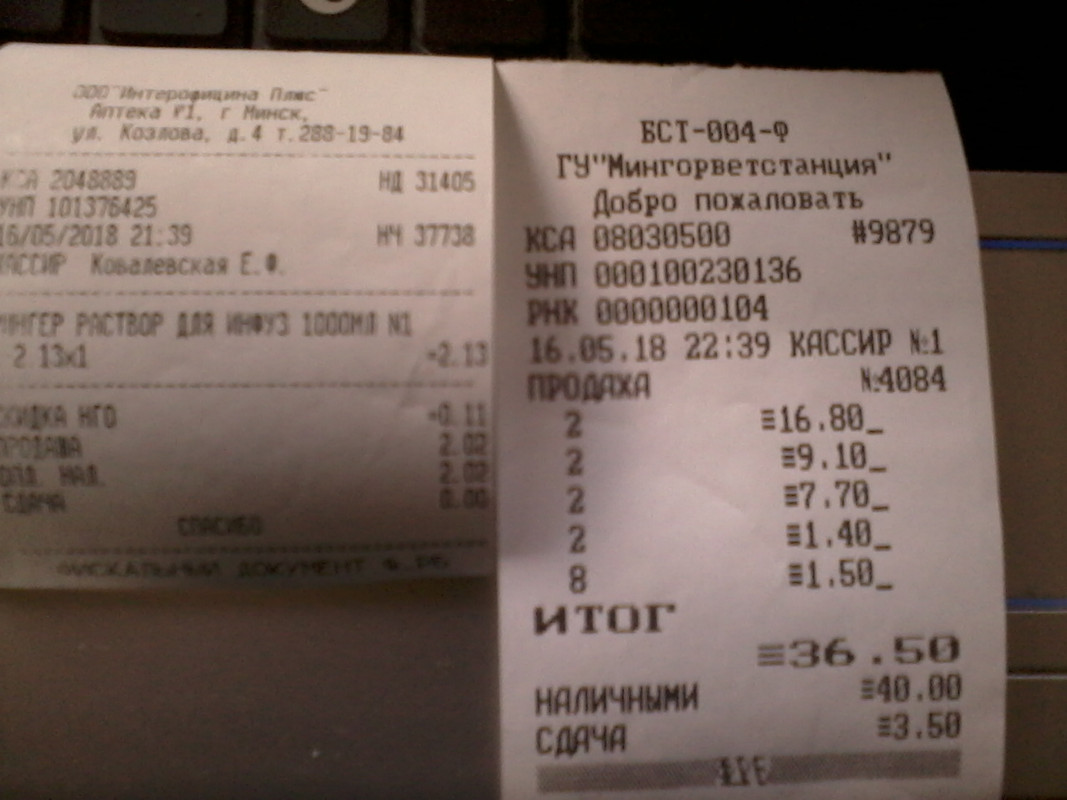 ООО "Интерофицина Плюс"
Аптека №1, г Минск,
ул. Козлова, д.4 т.288-19-84
КСА 2048889 НД 31405
УНП 101376425
16/05/2018 21:39 НЧ 37738
КАССИР Ковалевская Е.Ф.
РИНГЕР РАСТВОР ДЛЯ ИНФУЗ 1000МЛ N1
2.13x1 =2.13
СКИДКА НГО =0.11
ПРОДАЖА 2.02
ОПЛ. НАЛ. 2.02
СДАЧА 0.00
СПАСИБО
ФИСКАЛЬНЫЙ ДОКУМЕНТ
БСТ-004-Ф
ГУ"Мингорветстанция"
Добро пожаловать
КСА 08030500 #9879
УНП 000100230136
РНК 0000000104
16.05.18 22:39 КАССИР №1
ПРОДАЖА №4084
2 ≡16.80_
2 ≡9.10_
2 ≡7.70_
2 ≡1.40_
8 ≡1.50_
ИТОГ
≡36.50
НАЛИЧНЫМИ ≡40.00
СДАЧА ≡3.50